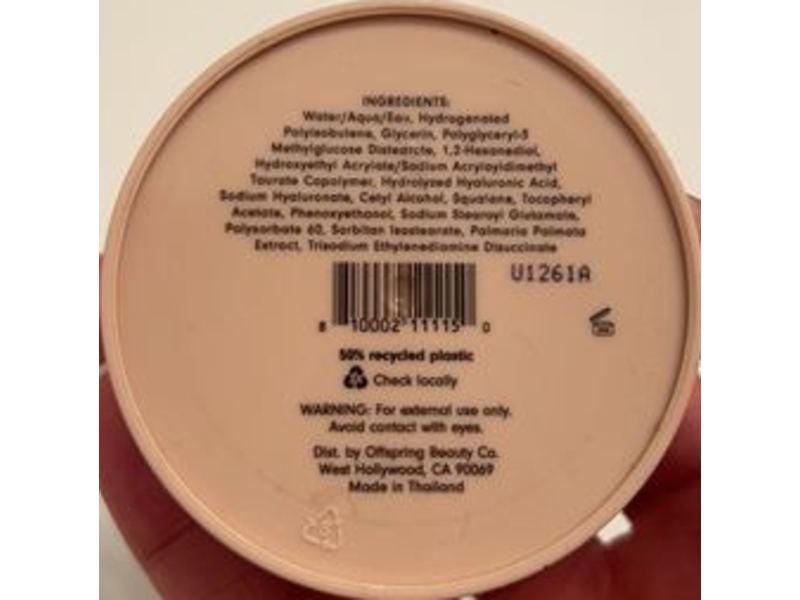 INGREDIENTS:
Water/Aqua/Eau, Hydrogenated
Polyisobutene, Glycerin, Polyglyceryl-3
Methylglucose Distearate, 1,2-Hexanediol,
Hydroxyethyl Acrylate/Sodium Acryloyldimethyl
Taurate Copolymer, Hydrolyzed Hyaluronic Acid,
Sodium Hyaluronate, Cetyl Alcohol, Squalane, Tocopheryl
Acetate, Phenoxyethanol, Sodium Stearoyl Glutamate,
Polysorbate 60, Sorbitan Isostearate, Palmaria Palmata
Extract, Trisodium Ethylenediamine Disuccinate
U1261A
8 10002 11115 0
50% recycled plastic
Check locally
WARNING: For external use only.
Avoid contact with eyes.
Dist. by Offspring Beauty Co.
West Hollywood, CA 90069
Made in Thailand